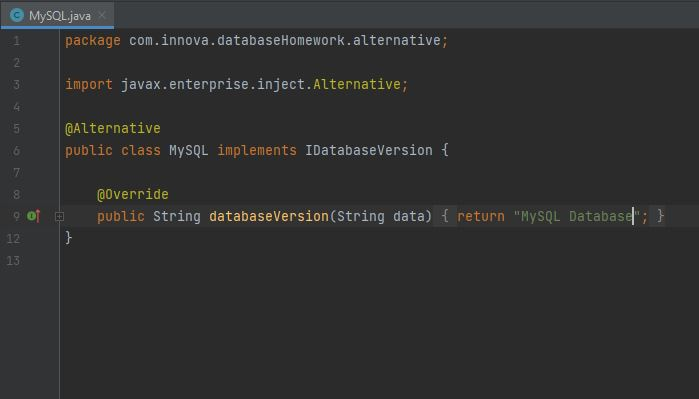 MySQL.java
1 package com.innova.databaseHomework.alternative;
2
3 import javax.enterprise.inject.Alternative;
4
5 @Alternative
6 public class MySQL implements IDatabaseVersion {
7
8 @Override
9 public String databaseVersion(String data) { return "MySQL Database"; }
12 }
13